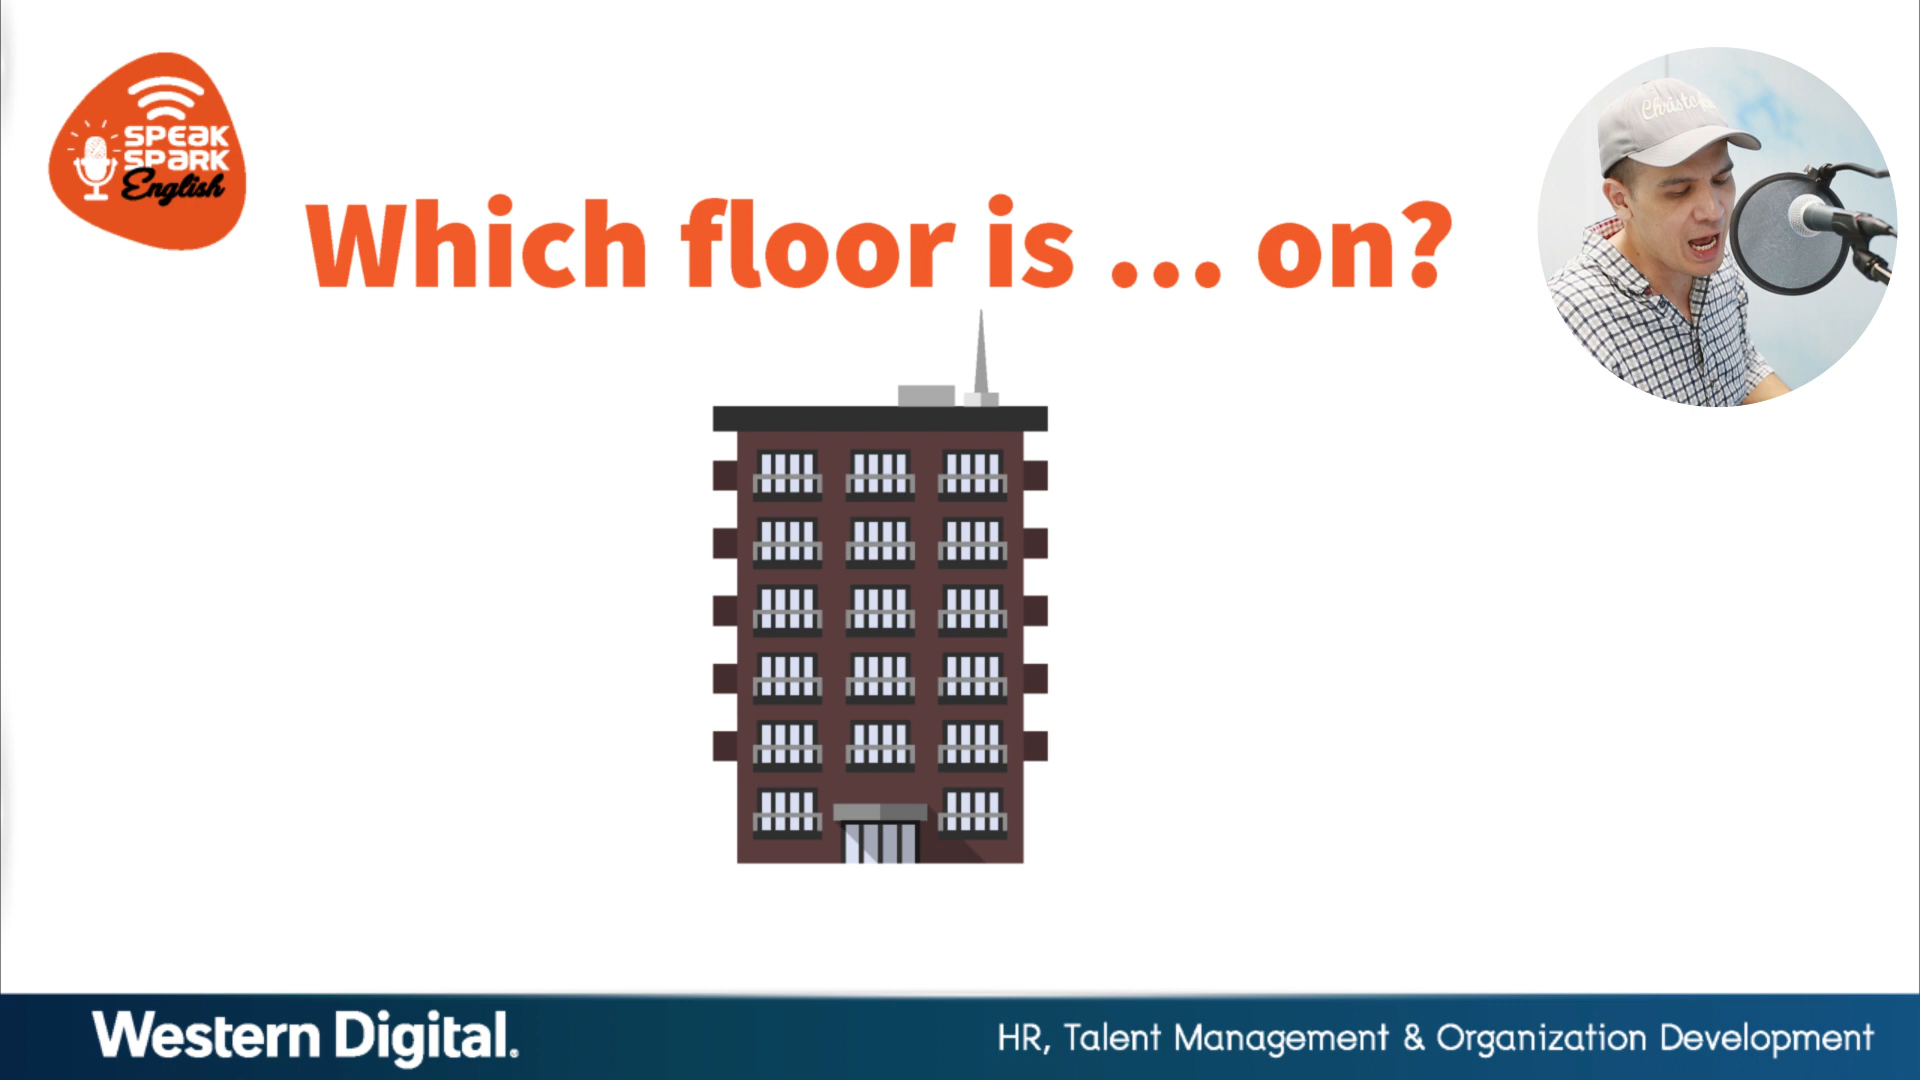 SPEAK
SPARK
English
Which floor is ... on?
Western Digital.
HR, Talent Management & Organization Development